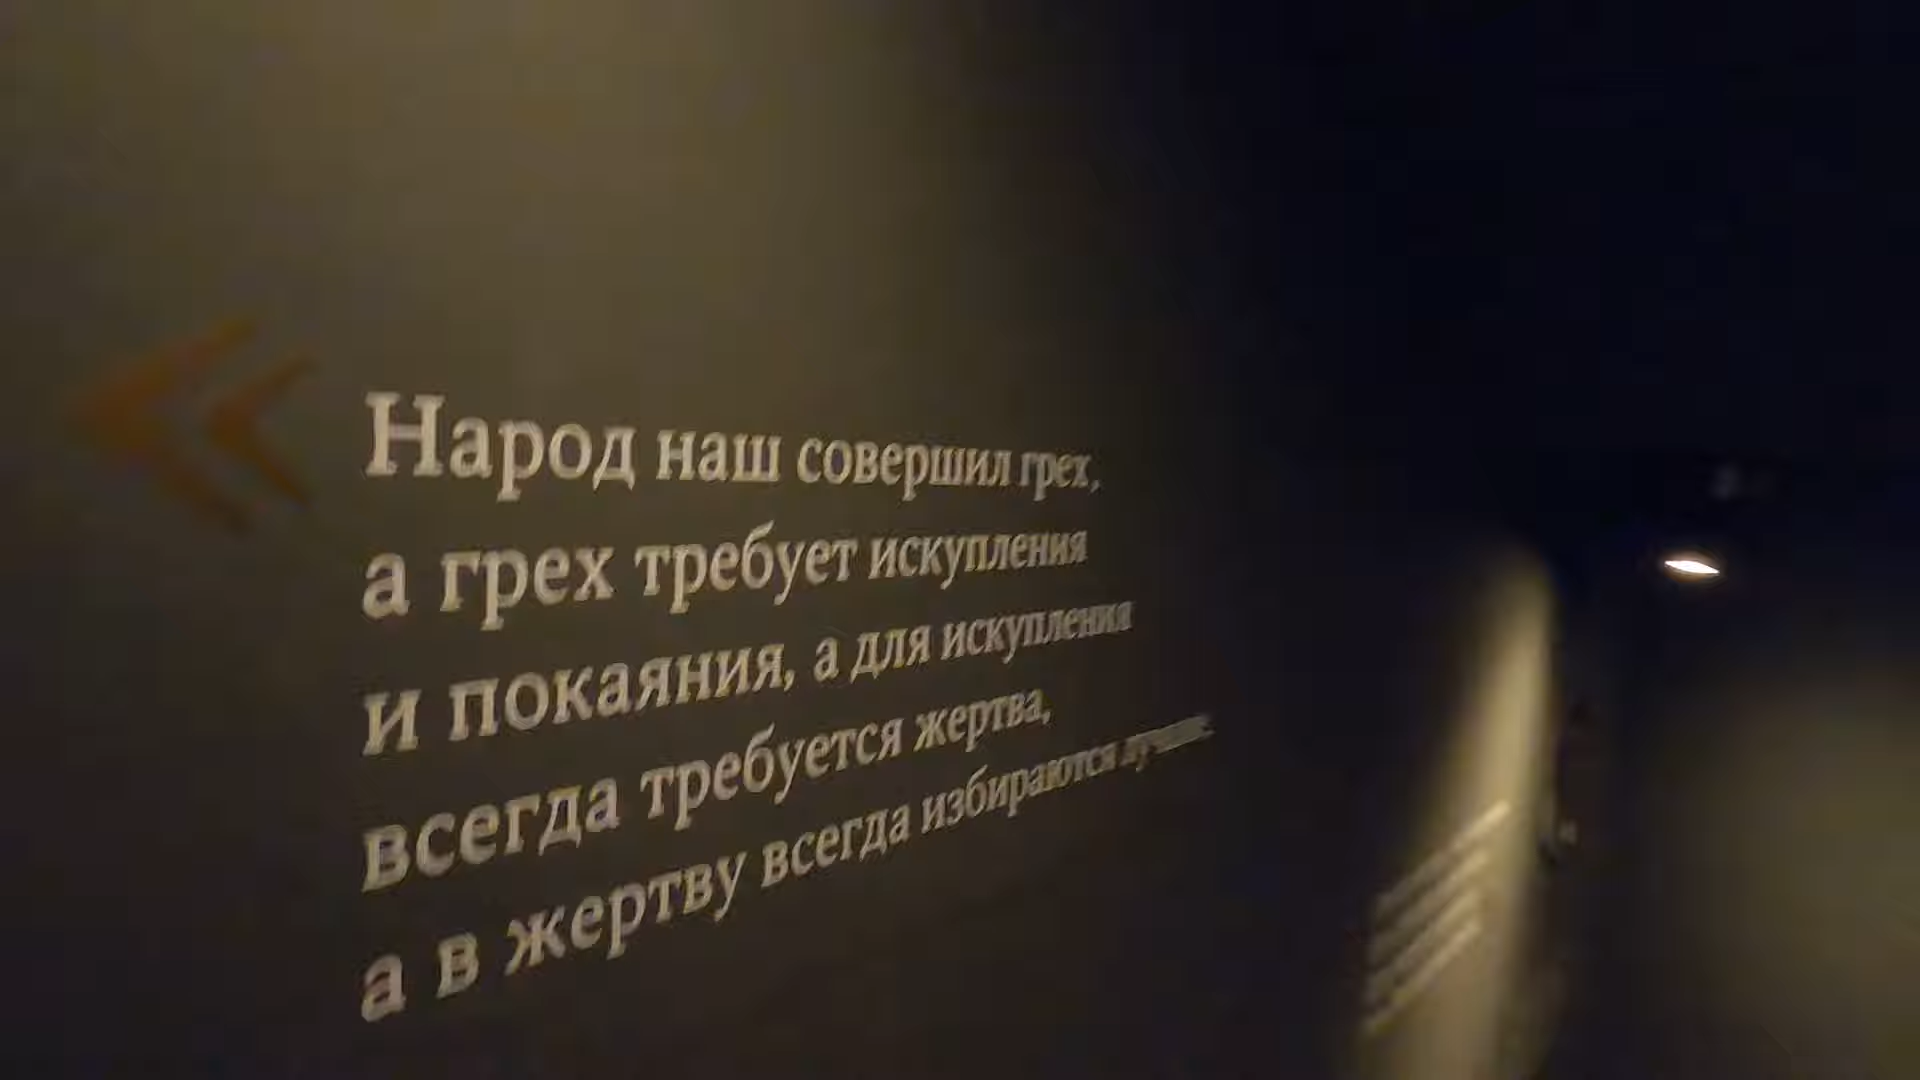 Народ наш совершил грех,
а грех требует искупления
и покаяния, а для искупления
всегда требуется жертва,
а в жертву всегда избираются